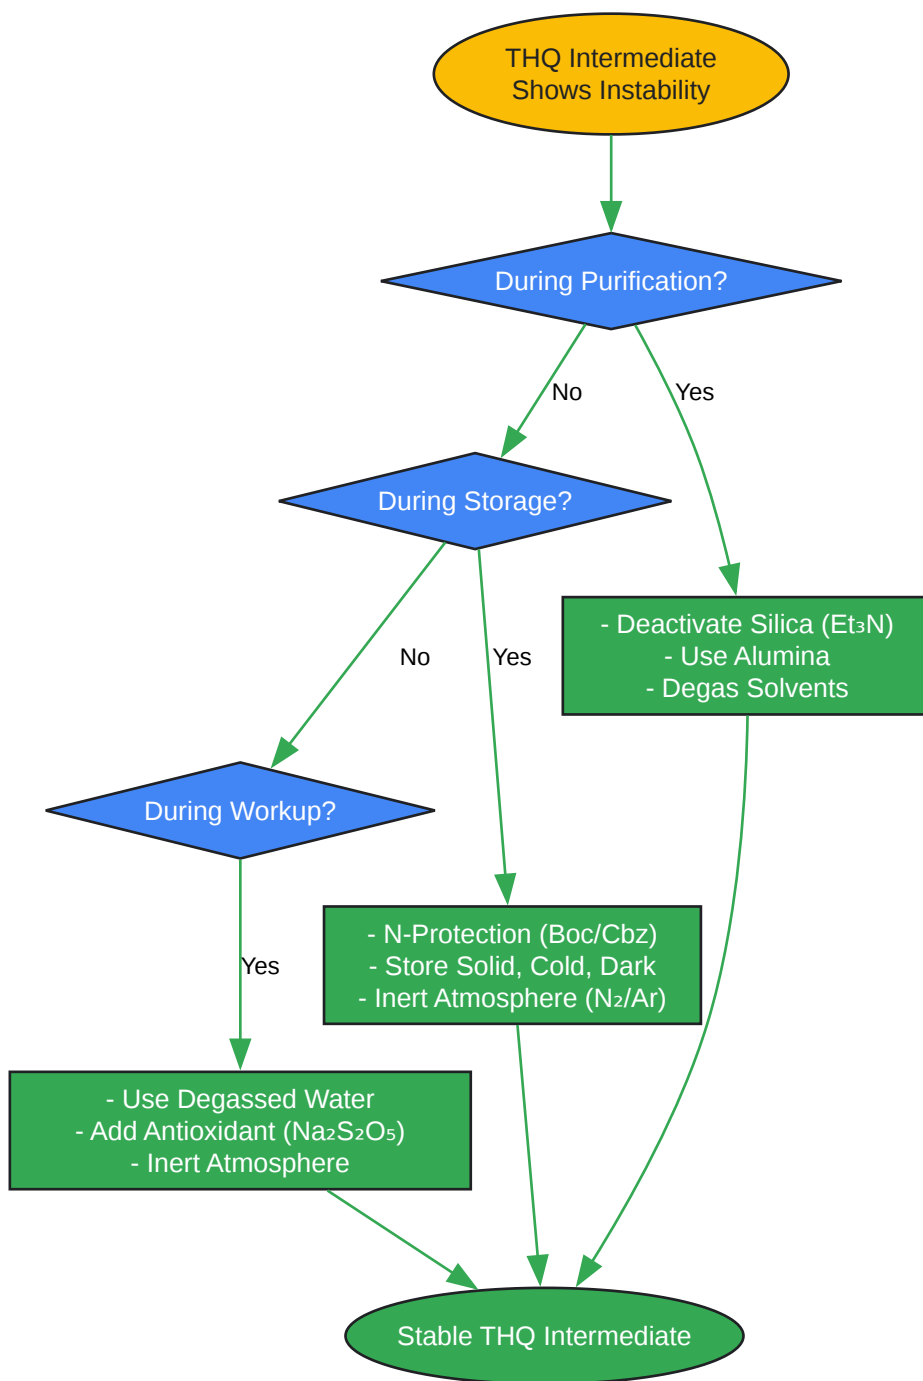 THQ Intermediate
Shows Instability
During Purification?
No
Yes
During Storage?
No
Yes
- Deactivate Silica (Et₃N)
- Use Alumina
- Degas Solvents
During Workup?
Yes
- N-Protection (Boc/Cbz)
- Store Solid, Cold, Dark
- Inert Atmosphere (N₂/Ar)
- Use Degassed Water
- Add Antioxidant (Na₂S₂O₅)
- Inert Atmosphere
Stable THQ Intermediate